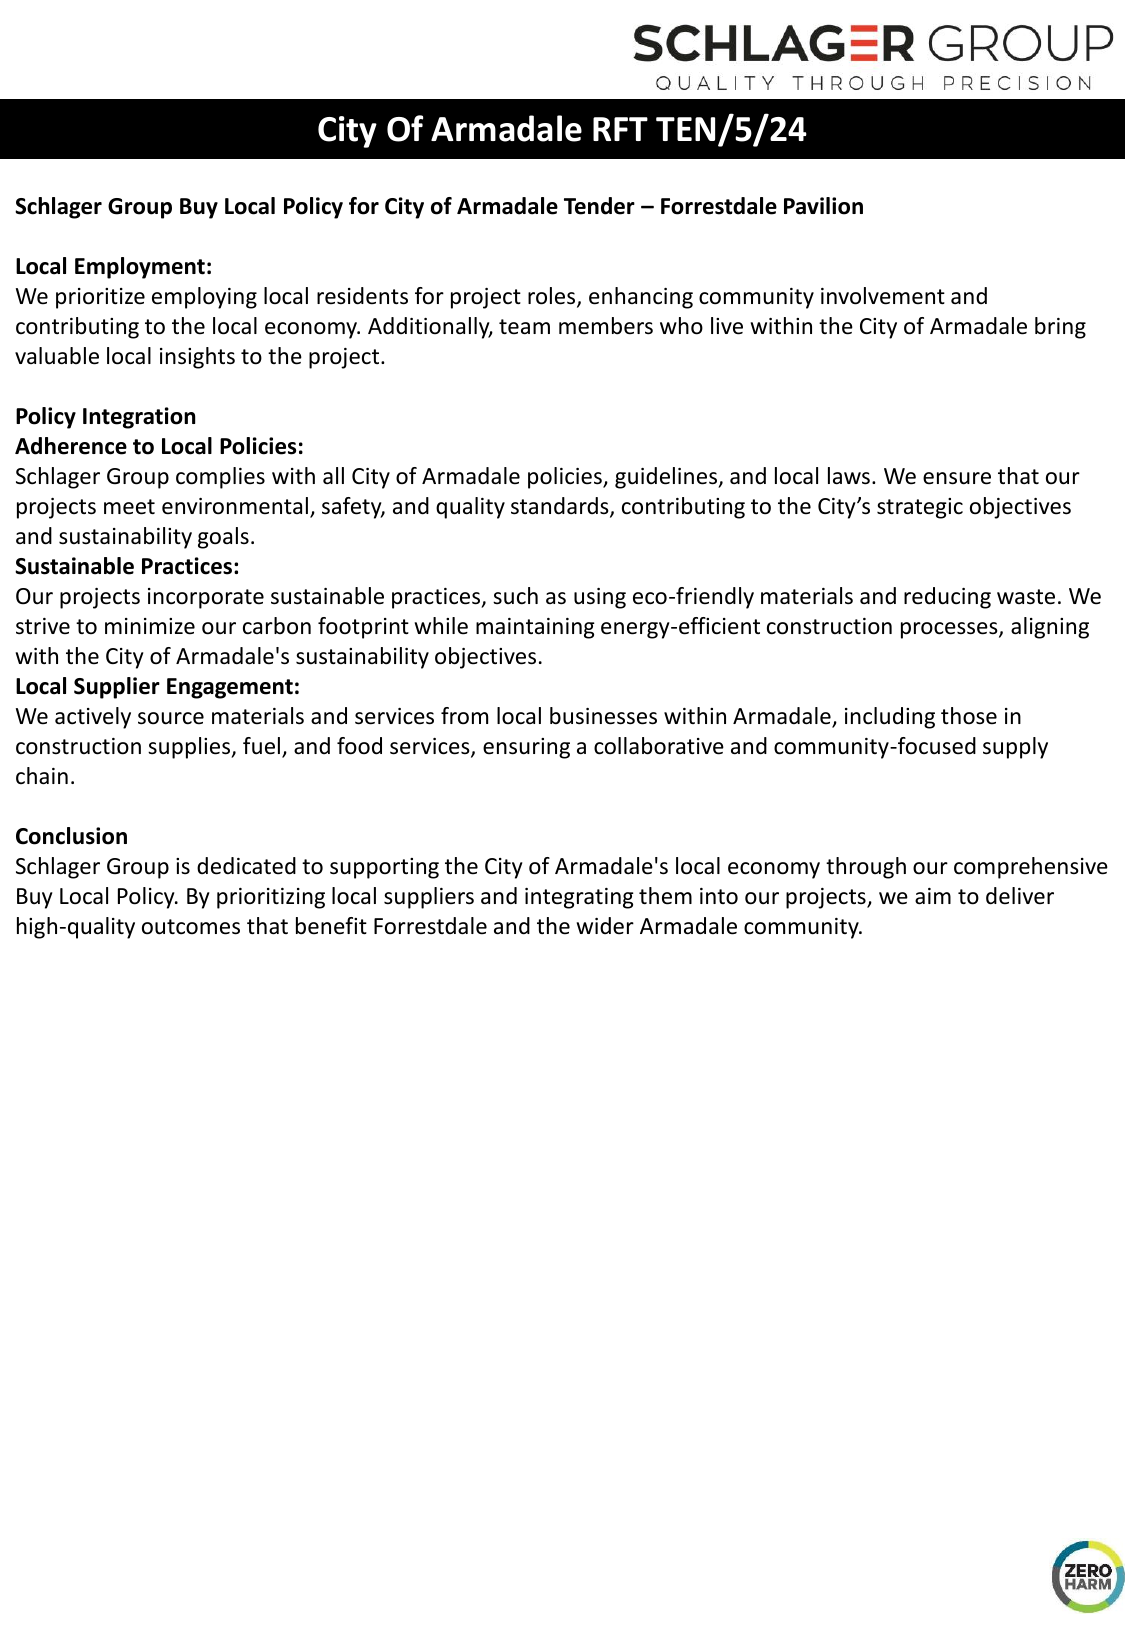 SCHLAGER GROUP
QUALITY THROUGH PRECISION
City Of Armadale RFT TEN/5/24
Schlager Group Buy Local Policy for City of Armadale Tender – Forrestdale Pavilion
Local Employment:
We prioritize employing local residents for project roles, enhancing community involvement and
contributing to the local economy. Additionally, team members who live within the City of Armadale bring
valuable local insights to the project.
Policy Integration
Adherence to Local Policies:
Schlager Group complies with all City of Armadale policies, guidelines, and local laws. We ensure that our
projects meet environmental, safety, and quality standards, contributing to the City’s strategic objectives
and sustainability goals.
Sustainable Practices:
Our projects incorporate sustainable practices, such as using eco-friendly materials and reducing waste. We
strive to minimize our carbon footprint while maintaining energy-efficient construction processes, aligning
with the City of Armadale's sustainability objectives.
Local Supplier Engagement:
We actively source materials and services from local businesses within Armadale, including those in
construction supplies, fuel, and food services, ensuring a collaborative and community-focused supply
chain.
Conclusion
Schlager Group is dedicated to supporting the City of Armadale's local economy through our comprehensive
Buy Local Policy. By prioritizing local suppliers and integrating them into our projects, we aim to deliver
high-quality outcomes that benefit Forrestdale and the wider Armadale community.
ZERO
HARM